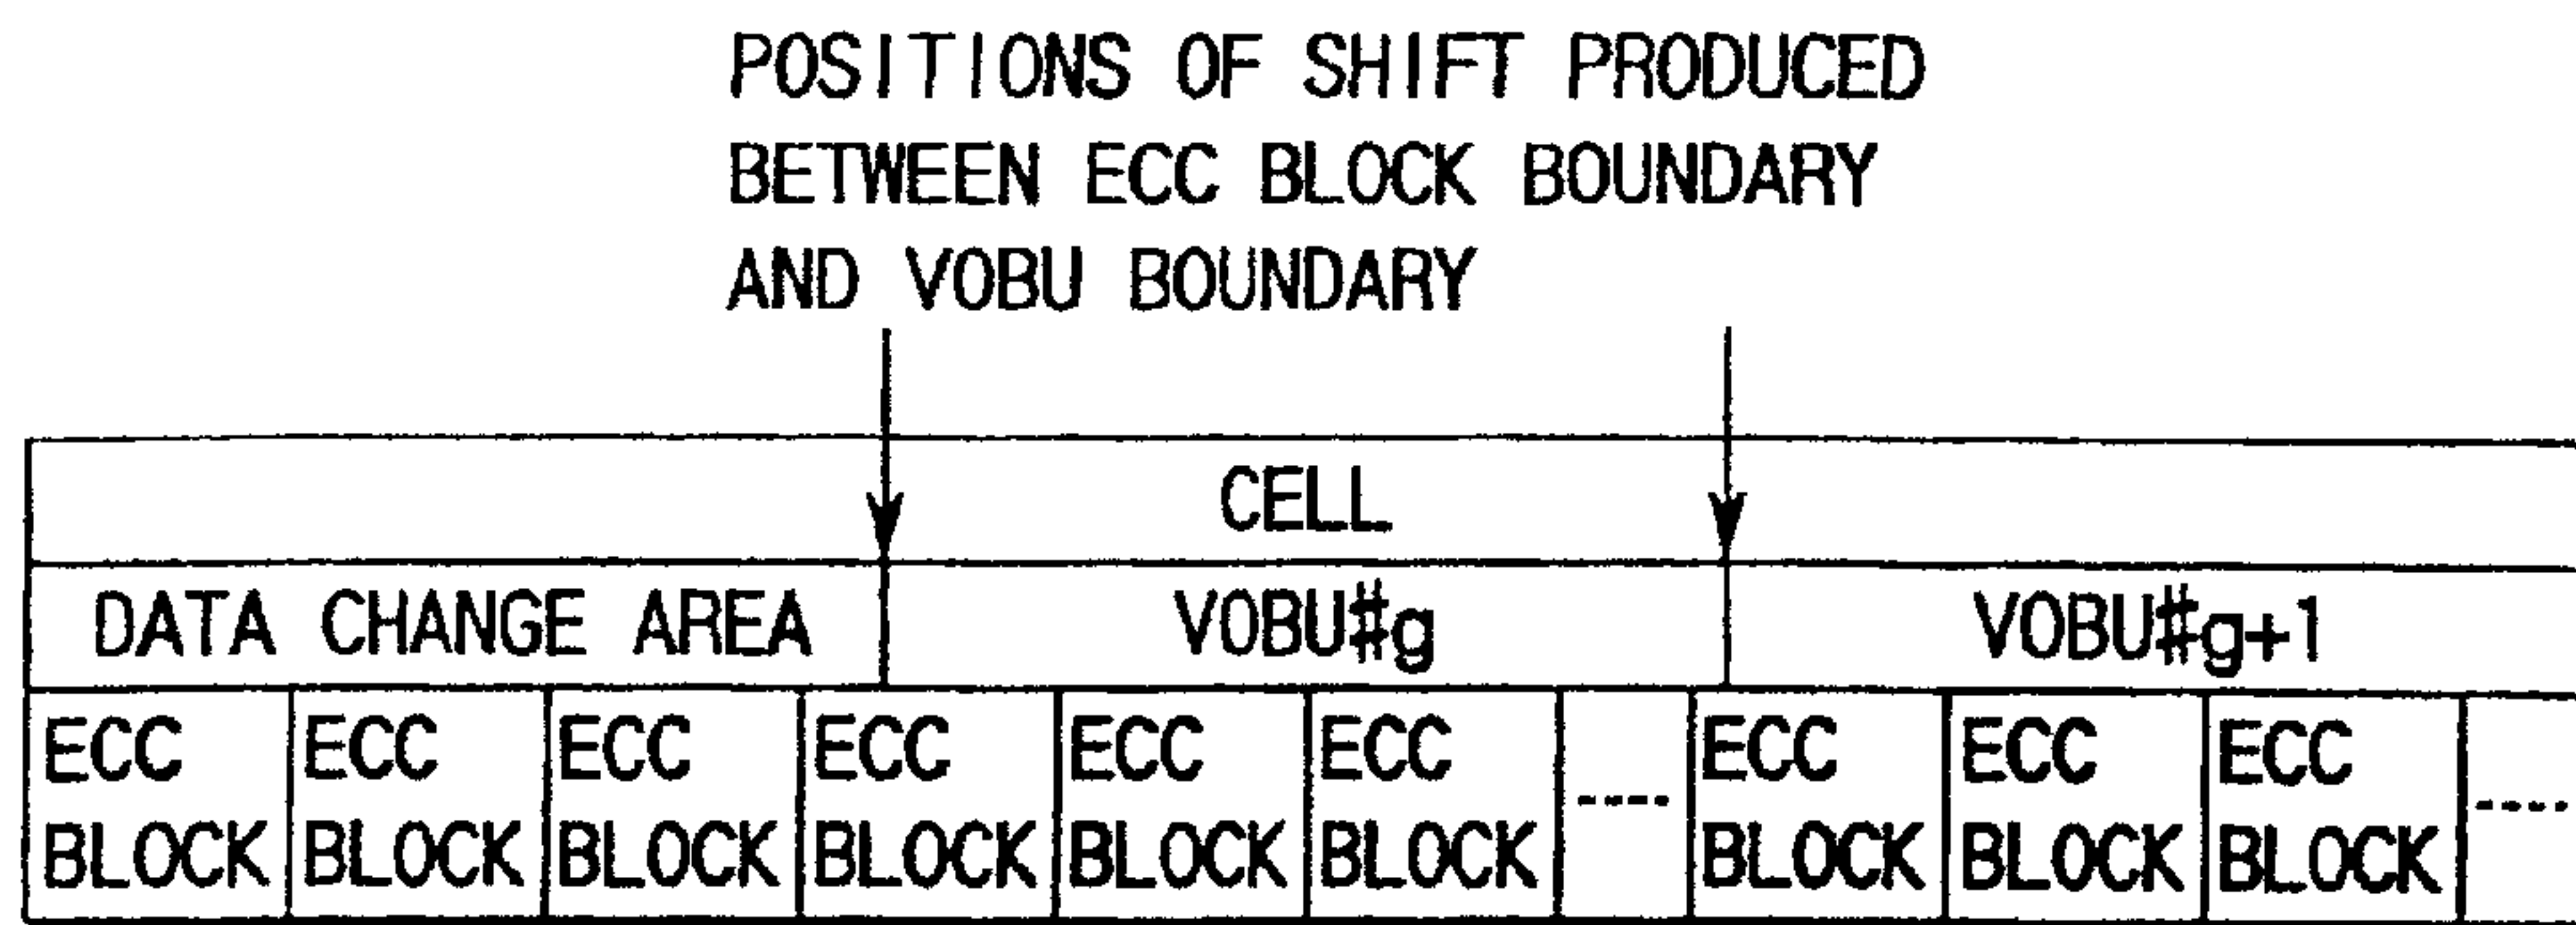 POSITIONS OF SHIFT PRODUCED
BETWEEN ECC BLOCK BOUNDARY
AND VOBU BOUNDARY
CELL
DATA CHANGE AREA VOBU#g VOBU#g+1
ECC ECC ECC ECC ECC ECC ---- ECC ECC ECC ----
BLOCK BLOCK BLOCK BLOCK BLOCK BLOCK BLOCK BLOCK BLOCK